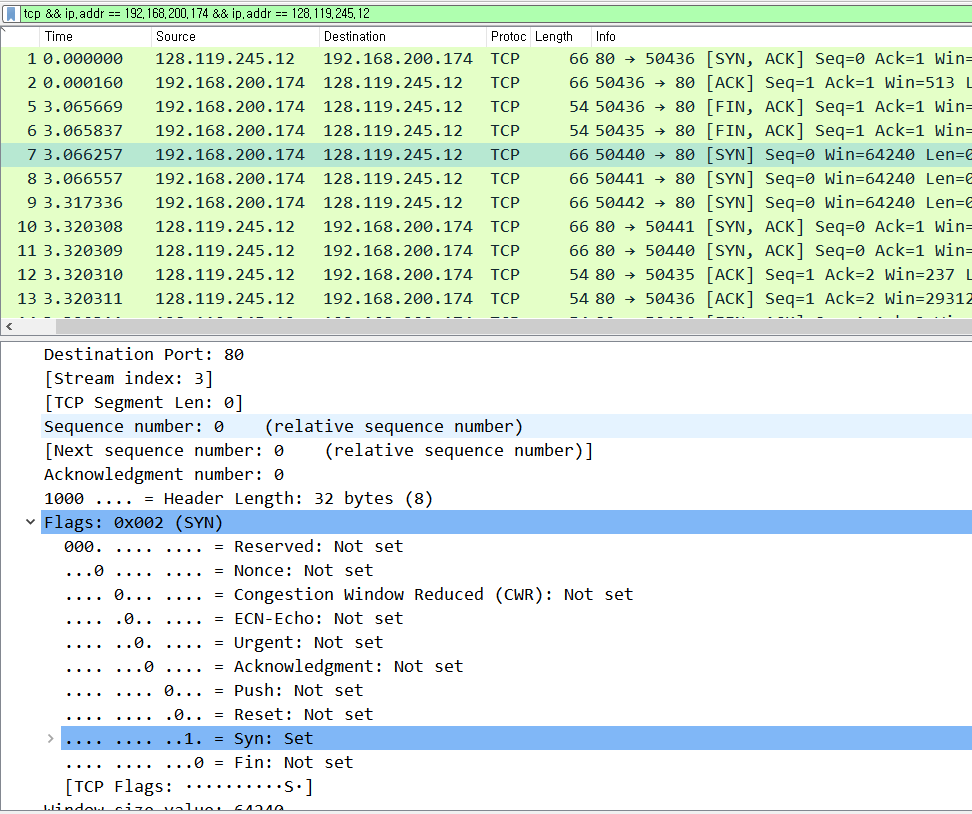 tcp && ip,addr == 192,168,200,174 && ip,addr == 128,119,245,12
Time Source Destination Protoc Length Info
1 0.000000 128.119.245.12 192.168.200.174 TCP 66 80 → 50436 [SYN, ACK] Seq=0 Ack=1 Win=
2 0.000160 192.168.200.174 128.119.245.12 TCP 66 50436 → 80 [ACK] Seq=1 Ack=1 Win=513 L
5 3.065669 192.168.200.174 128.119.245.12 TCP 54 50436 → 80 [FIN, ACK] Seq=1 Ack=1 Win=
6 3.065837 192.168.200.174 128.119.245.12 TCP 54 50435 → 80 [FIN, ACK] Seq=1 Ack=1 Win=
7 3.066257 192.168.200.174 128.119.245.12 TCP 66 50440 → 80 [SYN] Seq=0 Win=64240 Len=0
8 3.066557 192.168.200.174 128.119.245.12 TCP 66 50441 → 80 [SYN] Seq=0 Win=64240 Len=0
9 3.317336 192.168.200.174 128.119.245.12 TCP 66 50442 → 80 [SYN] Seq=0 Win=64240 Len=0
10 3.320308 128.119.245.12 192.168.200.174 TCP 66 80 → 50441 [SYN, ACK] Seq=0 Ack=1 Win=
11 3.320309 128.119.245.12 192.168.200.174 TCP 66 80 → 50440 [SYN, ACK] Seq=0 Ack=1 Win=
12 3.320310 128.119.245.12 192.168.200.174 TCP 54 80 → 50435 [ACK] Seq=1 Ack=2 Win=237 L
13 3.320311 128.119.245.12 192.168.200.174 TCP 54 80 → 50436 [ACK] Seq=1 Ack=2 Win=29312
Destination Port: 80
[Stream index: 3]
[TCP Segment Len: 0]
Sequence number: 0    (relative sequence number)
[Next sequence number: 0    (relative sequence number)]
Acknowledgment number: 0
1000 .... = Header Length: 32 bytes (8)
Flags: 0x002 (SYN)
000. .... .... = Reserved: Not set
...0 .... .... = Nonce: Not set
.... 0... .... = Congestion Window Reduced (CWR): Not set
.... .0.. .... = ECN-Echo: Not set
.... ..0. .... = Urgent: Not set
.... ...0 .... = Acknowledgment: Not set
.... .... 0... = Push: Not set
.... .... .0.. = Reset: Not set
.... .... ..1. = Syn: Set
.... .... ...0 = Fin: Not set
[TCP Flags: ··········S·]
Window size value: 64240